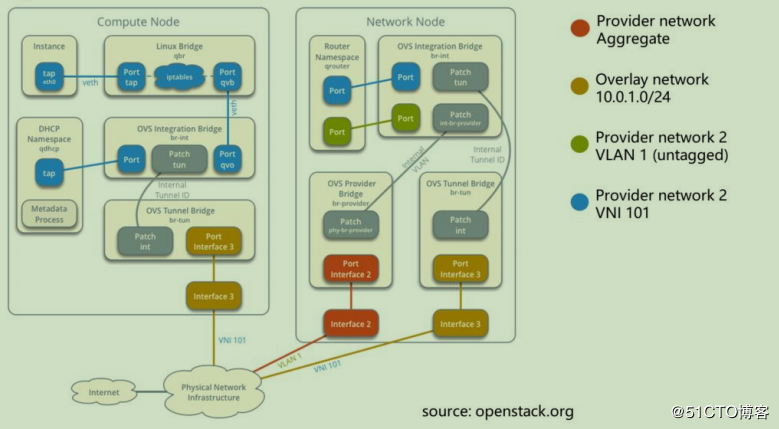 Compute Node
Instance
tap
eth0
veth
Linux Bridge
qbr
Port
tap
iptables
Port
qvb
veth
DHCP
Namespace
qdhcp
tap
Metadata
Process
OVS Integration Bridge
br-int
Port
Patch
tun
Port
qvo
Internal
Tunnel ID
OVS Tunnel Bridge
br-tun
Patch
int
Port
Interface 3
Interface 3
VNI 101
Network Node
Router
Namespace
qrouter
Port
Port
OVS Integration Bridge
br-int
Port
Port
Patch
tun
Patch
int-br-provider
Internal
VLAN
Internal
Tunnel ID
OVS Provider
Bridge
br-provider
Patch
phy-br-provider
Port
Interface 2
Interface 2
OVS Tunnel Bridge
br-tun
Patch
int
Port
Interface 3
Interface 3
VLAN 1
VNI 101
Internet
Physical Network
Infrastructure
Provider network
Aggregate
Overlay network
10.0.1.0/24
Provider network 2
VLAN 1 (untagged)
Provider network 2
VNI 101
source: openstack.org
@51CTO博客